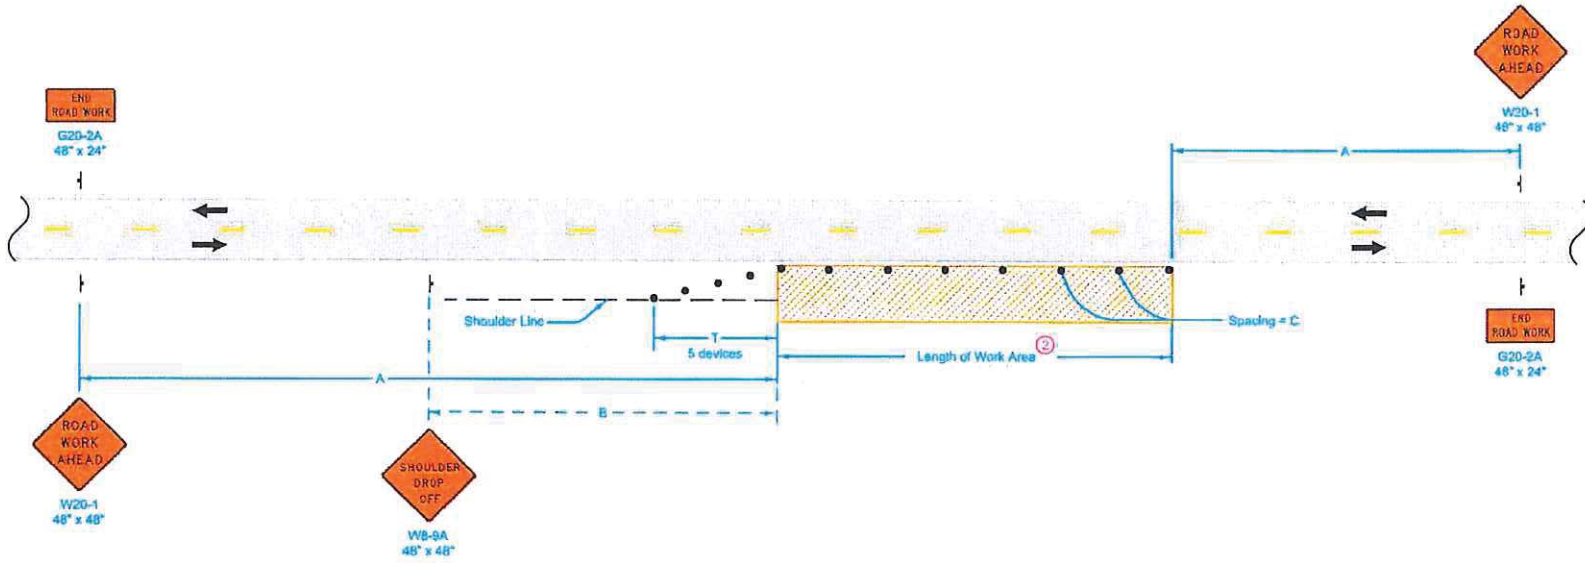 ROAD
WORK
AHEAD
W20-1
48" x 48"
END
ROAD WORK
G20-2A
48" x 24"
A
Shoulder Line
T
5 devices
Length of Work Area ②
Spacing = C
END
ROAD WORK
G20-2A
48" x 24"
A
B
ROAD
WORK
AHEAD
W20-1
48" x 48"
SHOULDER
DROP
OFF
W8-9A
48" x 48"